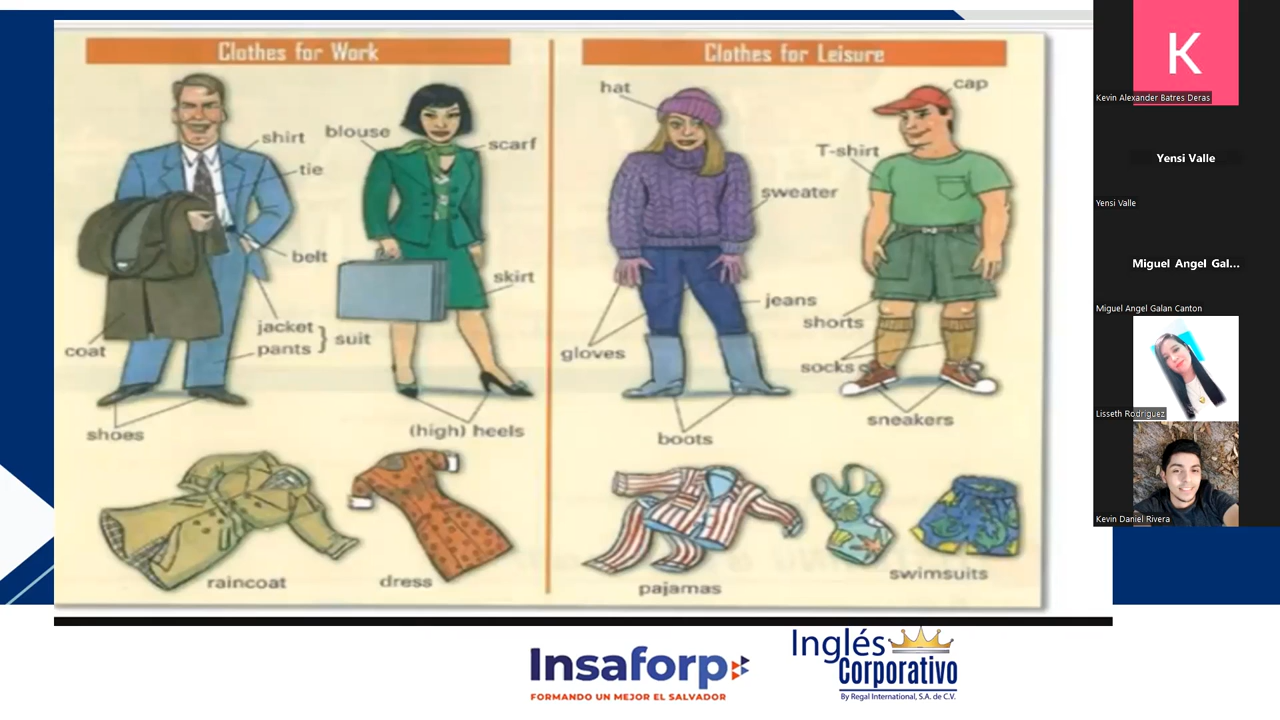 Clothes for Work
shirt
blouse
scarf
tie
belt
skirt
jacket
pants
suit
coat
shoes
(high) heels
raincoat
dress
Clothes for Leisure
hat
cap
T-shirt
sweater
jeans
shorts
gloves
socks
sneakers
boots
pajamas
swimsuits
K
Kevin Alexander Batres Deras
Yensi Valle
Yensi Valle
Miguel Angel Gal...
Miguel Angel Galan Canton
Lisseth Rodriguez
Kevin Daniel Rivera
Insaforp
FORMANDO UN MEJOR EL SALVADOR
Inglés
Corporativo
By Regal International, S.A. de C.V.